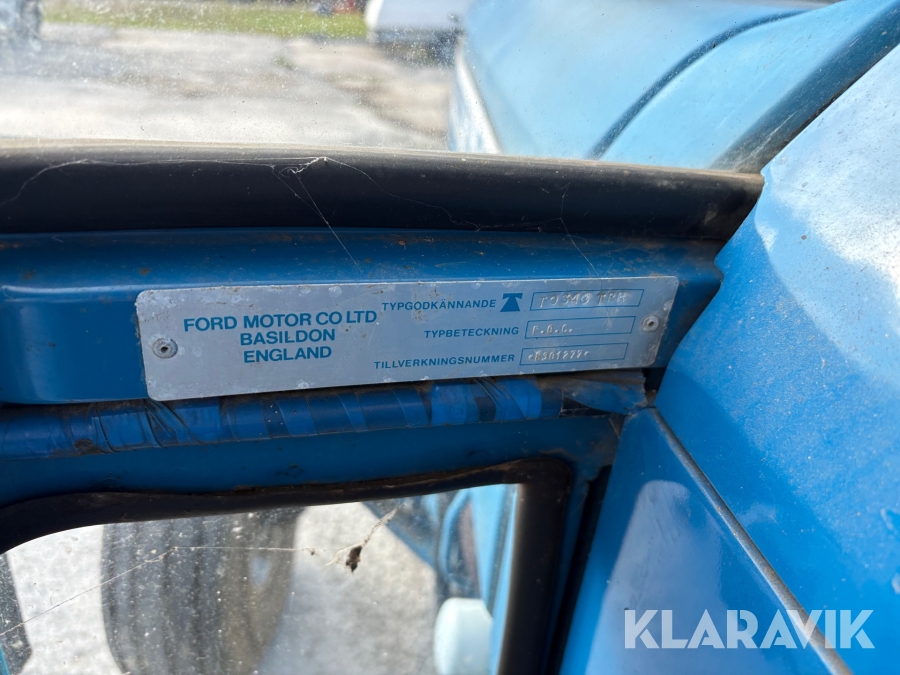 FORD MOTOR CO LTD
BASILDON
ENGLAND
TYPGODKÄNNANDE
TYPBETECKNING
TILLVERKNINGSNUMMER
KLARAVIK